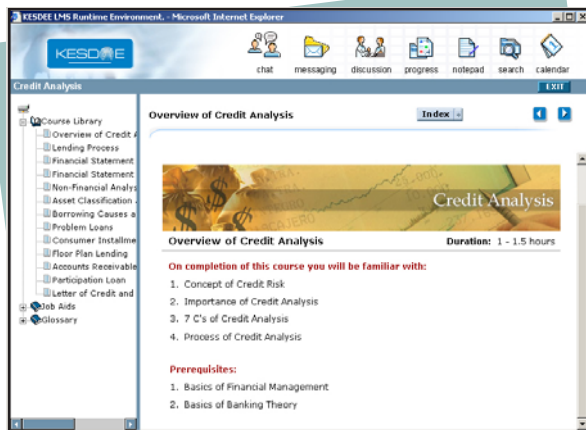 KESDEE LMS Runtime Environment. - Microsoft Internet Explorer
KESDEE
chat messaging discussion progress notepad search calendar
Credit Analysis EXIT
Course Library
Overview of Credit A
Lending Process
Financial Statement
Financial Statement
Non-Financial Analys
Asset Classification
Borrowing Causes a
Problem Loans
Consumer Installme
Floor Plan Lending
Accounts Receivable
Participation Loan
Letter of Credit and
Job Aids
Glossary
Overview of Credit Analysis Index
Credit Analysis
Overview of Credit Analysis Duration: 1 - 1.5 hours
On completion of this course you will be familiar with:
1. Concept of Credit Risk
2. Importance of Credit Analysis
3. 7 C's of Credit Analysis
4. Process of Credit Analysis
Prerequisites:
1. Basics of Financial Management
2. Basics of Banking Theory